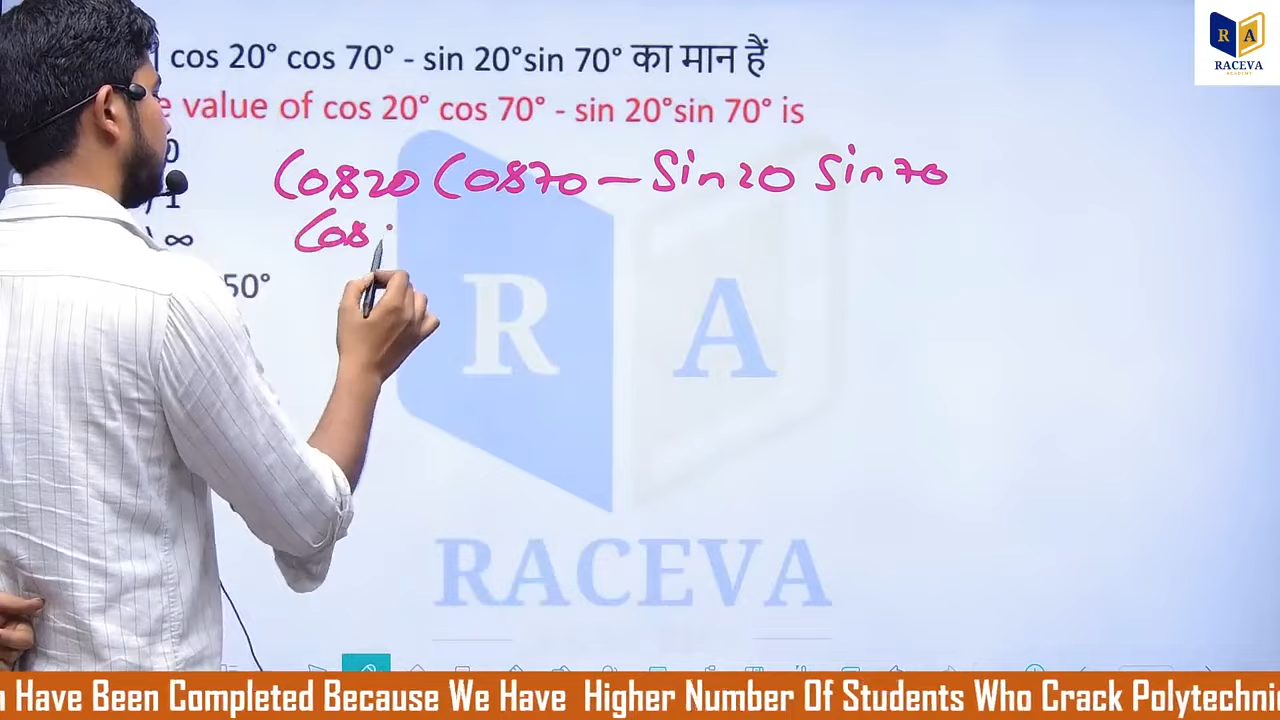 cos 20° cos 70° - sin 20°sin 70° का मान हैं
value of cos 20° cos 70° - sin 20°sin 70° is
Cos20 Cos70 – Sin20 Sin70
Cos
1
∞
50°
R A
RACEVA
ACADEMY
R A
RACEVA
Have Been Completed Because We Have Higher Number Of Students Who Crack